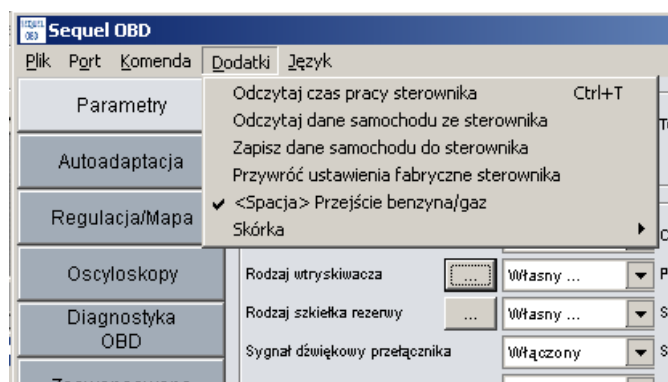 SEQUEL
OBD
Sequel OBD
Plik Port Komenda Dodatki Język
Odczytaj czas pracy sterownika Ctrl+T
Odczytaj dane samochodu ze sterownika
Zapisz dane samochodu do sterownika
Przywróć ustawienia fabryczne sterownika
<Spacja> Przejście benzyna/gaz
Skórka
Parametry
Autoadaptacja
Regulacja/Mapa
Oscyloskopy
Diagnostyka
OBD
Rodzaj wtryskiwacza ... Własny ...
Rodzaj szkiełka rezerwy ... Własny ...
Sygnał dźwiękowy przełącznika Włączony